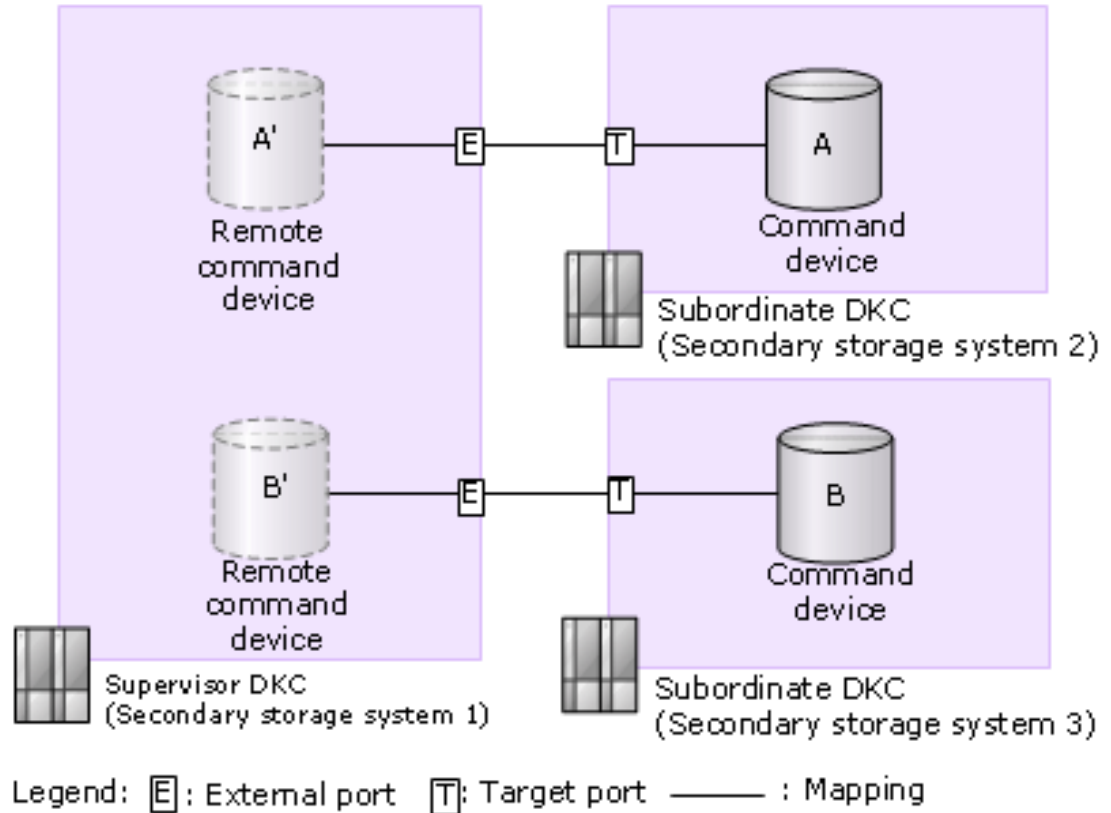 A'
E
T
A
Remote
command
device
Command
device
Subordinate DKC
(Secondary storage system 2)
B'
E
T
B
Remote
command
device
Command
device
Supervisor DKC
(Secondary storage system 1)
Subordinate DKC
(Secondary storage system 3)
Legend: E : External port T : Target port : Mapping